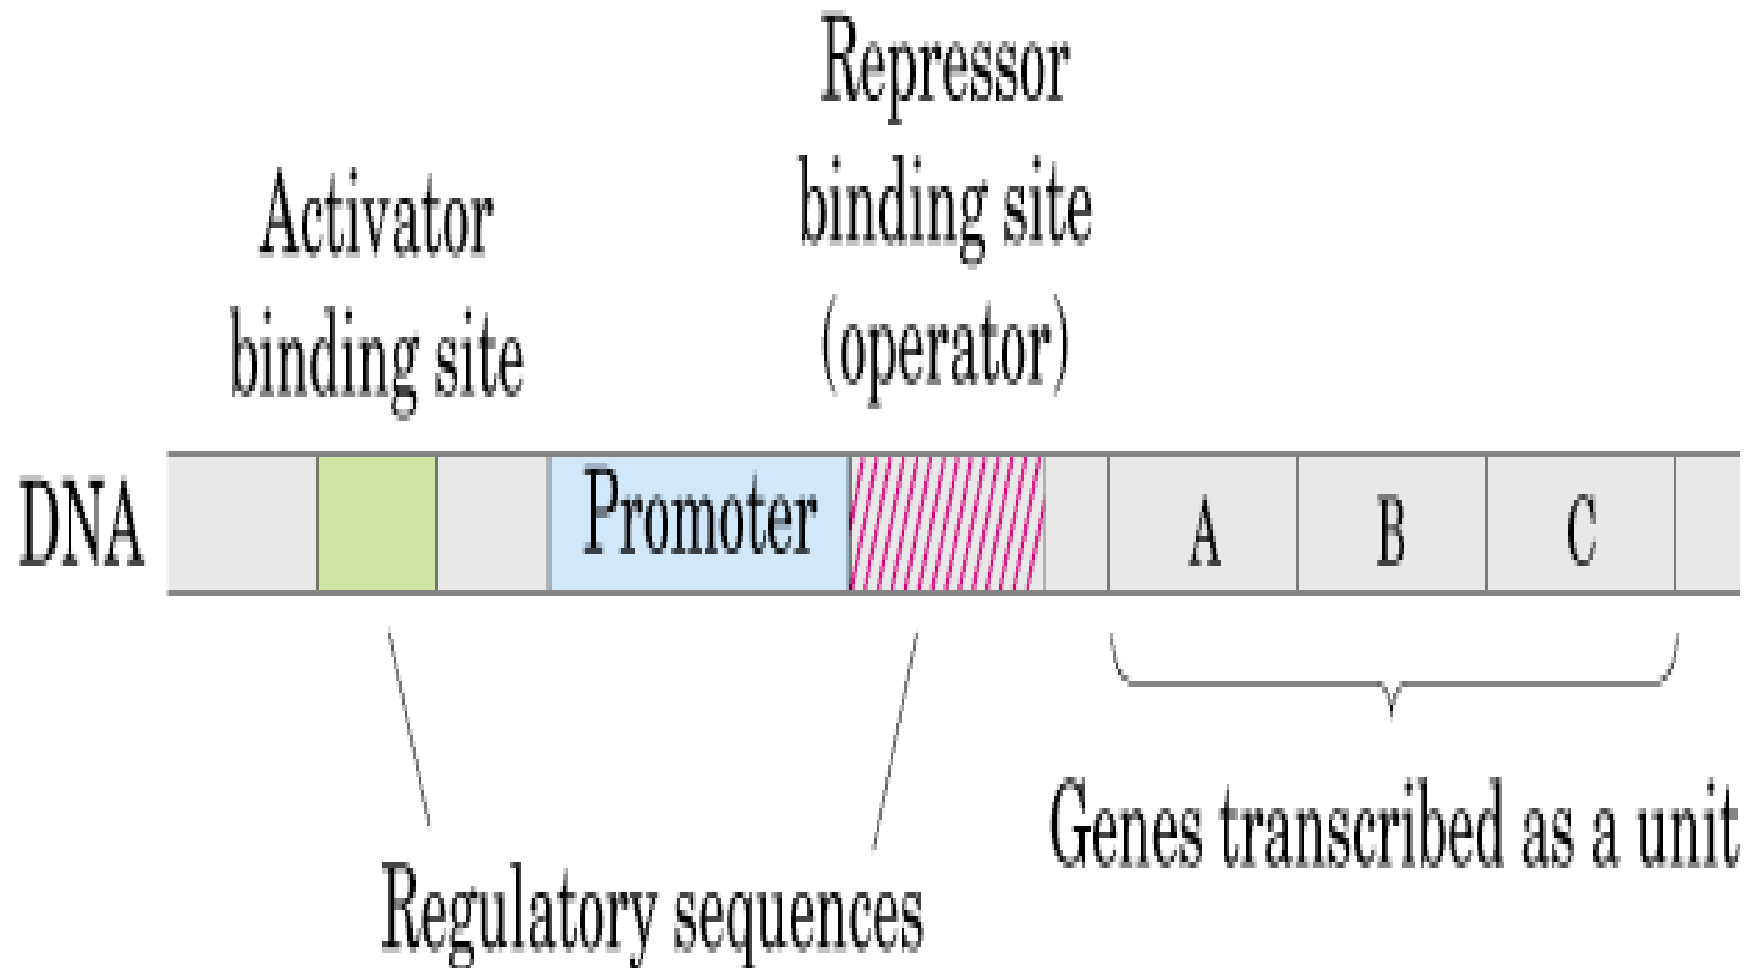 Repressor
binding site
(operator)
Activator
binding site
DNA
Promoter
A
B
C
Genes transcribed as a unit
Regulatory sequences